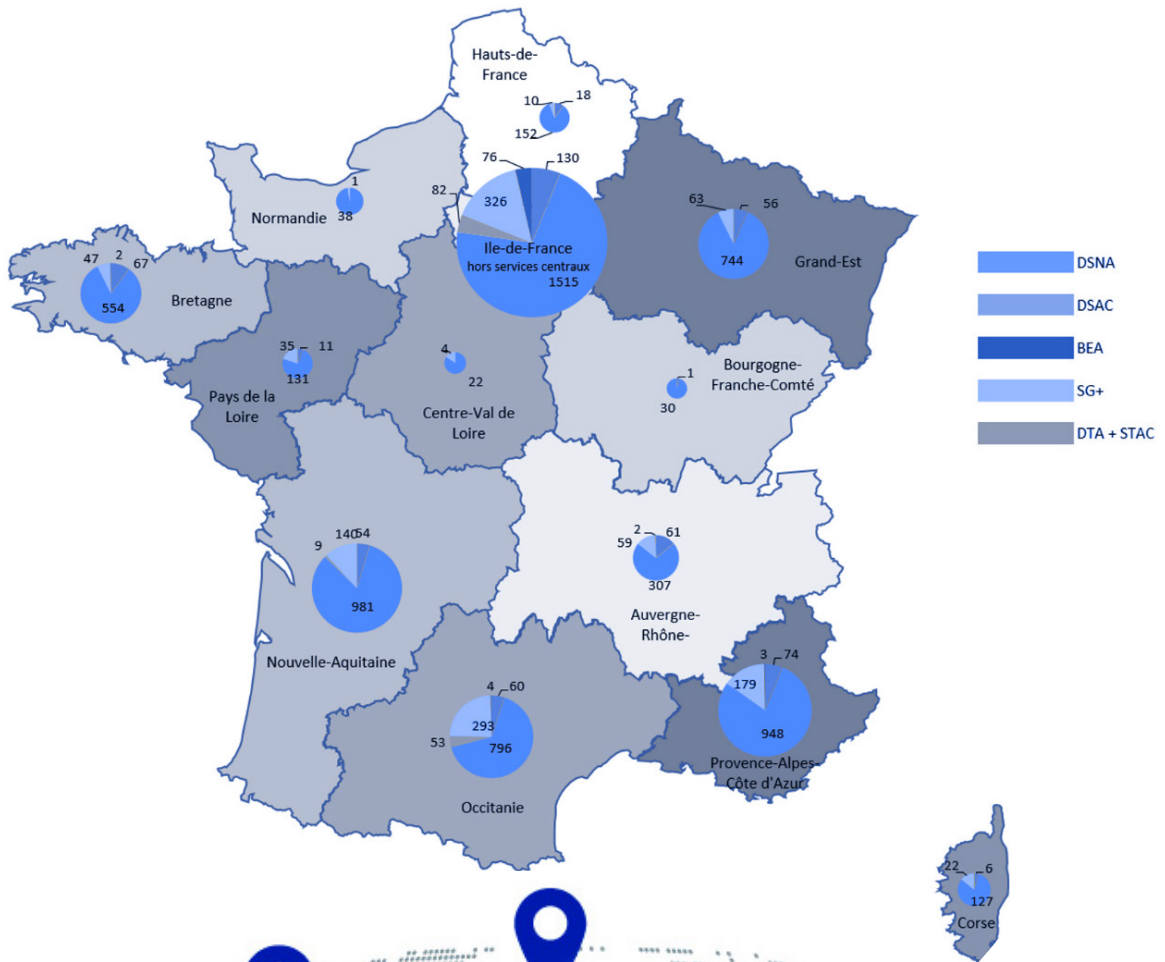 Hauts-de-
France
10
18
152
76
130
82
326
Ile-de-France
hors services centraux
1515
1
Normandie
38
63
56
744
Grand-Est
DSNA
DSAC
BEA
SG+
DTA + STAC
47
2
67
554
Bretagne
35
11
131
Pays de la
Loire
4
22
Centre-Val de
Loire
1
30
Bourgogne-
Franche-Comté
9
140
54
981
Nouvelle-Aquitaine
2
61
59
307
Auvergne-
Rhône-
4
60
293
53
796
Occitanie
3
74
179
948
Provence-Alpes-
Côte d'Azur
22
6
127
Corse